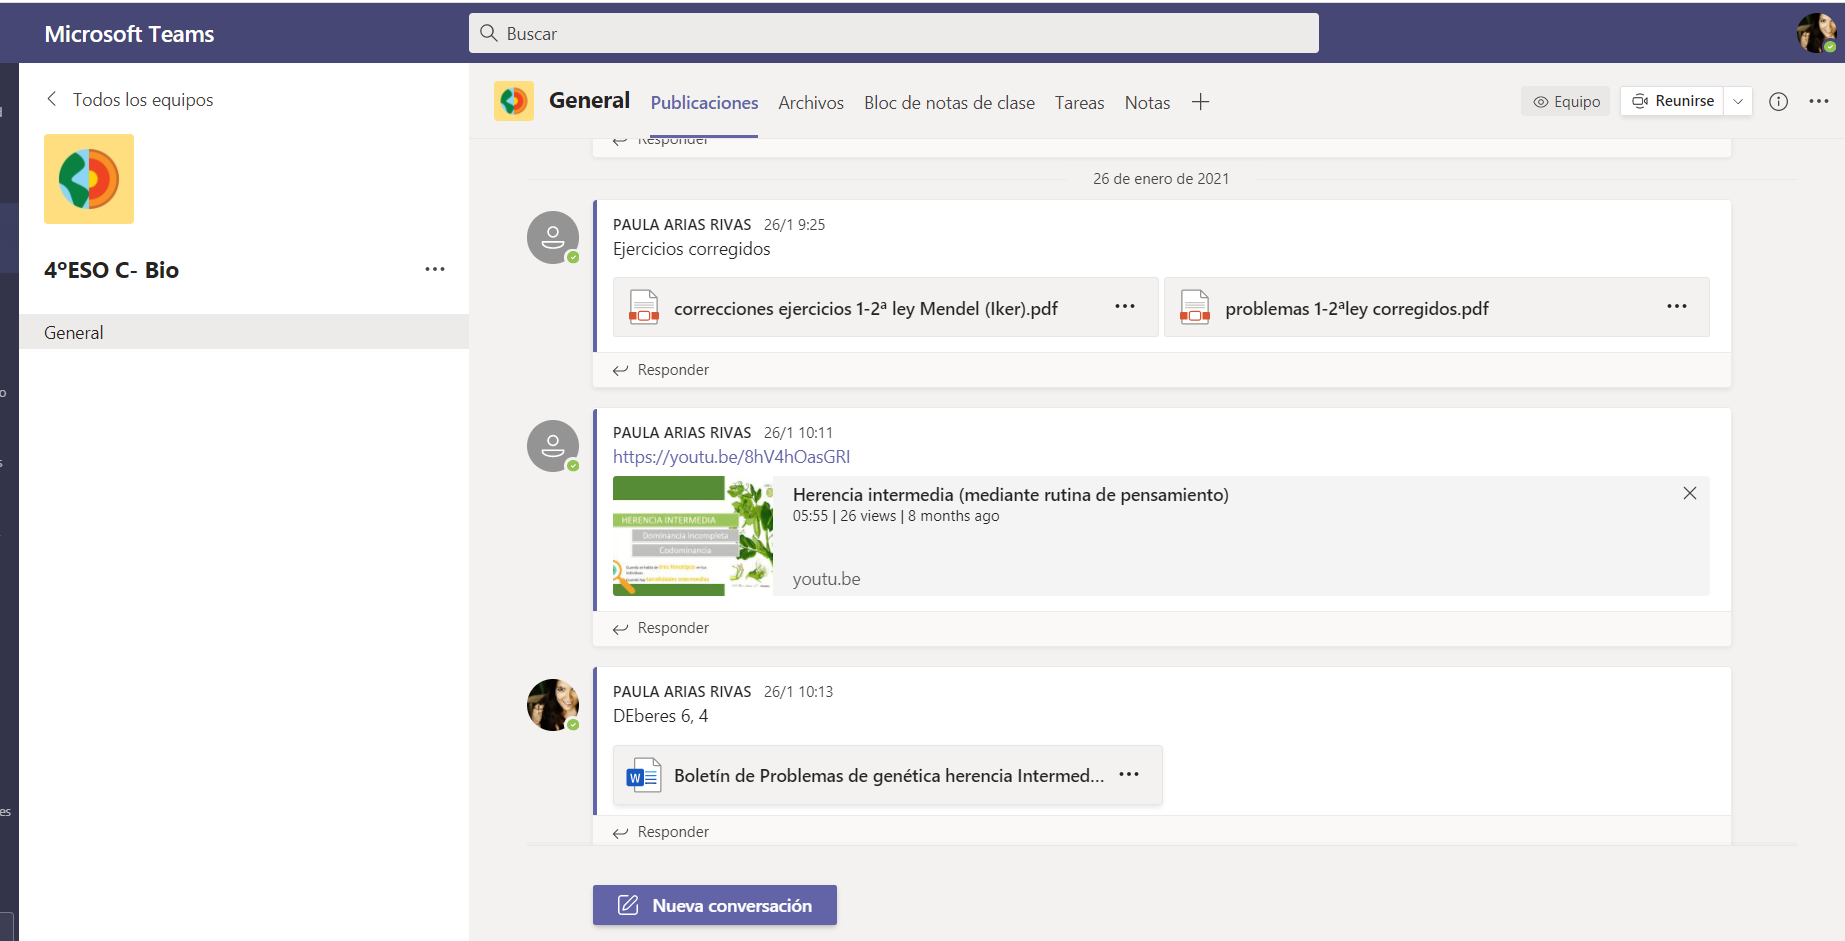 Microsoft Teams
Buscar
Todos los equipos
4ºESO C- Bio
General
General
Publicaciones
Archivos
Bloc de notas de clase
Tareas
Notas
Equipo
Reunirse
Responder
26 de enero de 2021
PAULA ARIAS RIVAS 26/1 9:25
Ejercicios corregidos
correcciones ejercicios 1-2ª ley Mendel (Iker).pdf
problemas 1-2ªley corregidos.pdf
Responder
PAULA ARIAS RIVAS 26/1 10:11
https://youtu.be/8hV4hOasGRI
HERENCIA INTERMEDIA
Dominancia incompleta
Codominancia
Herencia intermedia (mediante rutina de pensamiento)
05:55 | 26 views | 8 months ago
youtu.be
Responder
PAULA ARIAS RIVAS 26/1 10:13
DEberes 6, 4
W
Boletín de Problemas de genética herencia Intermed...
Responder
Nueva conversación